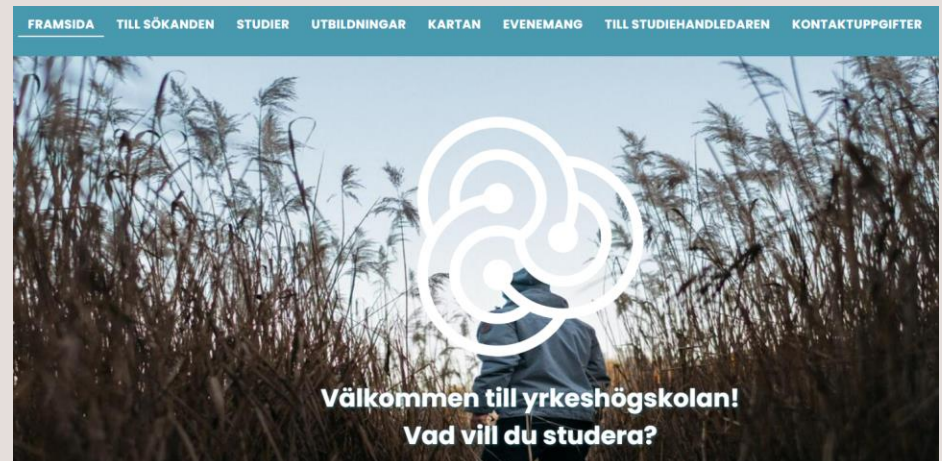 FRAMSIDA TILL SÖKANDEN STUDIER UTBILDNINGAR KARTAN EVENEMANG TILL STUDIEHANDLEDAREN KONTAKTUPPGIFTER
Välkommen till yrkeshögskolan!
Vad vill du studera?